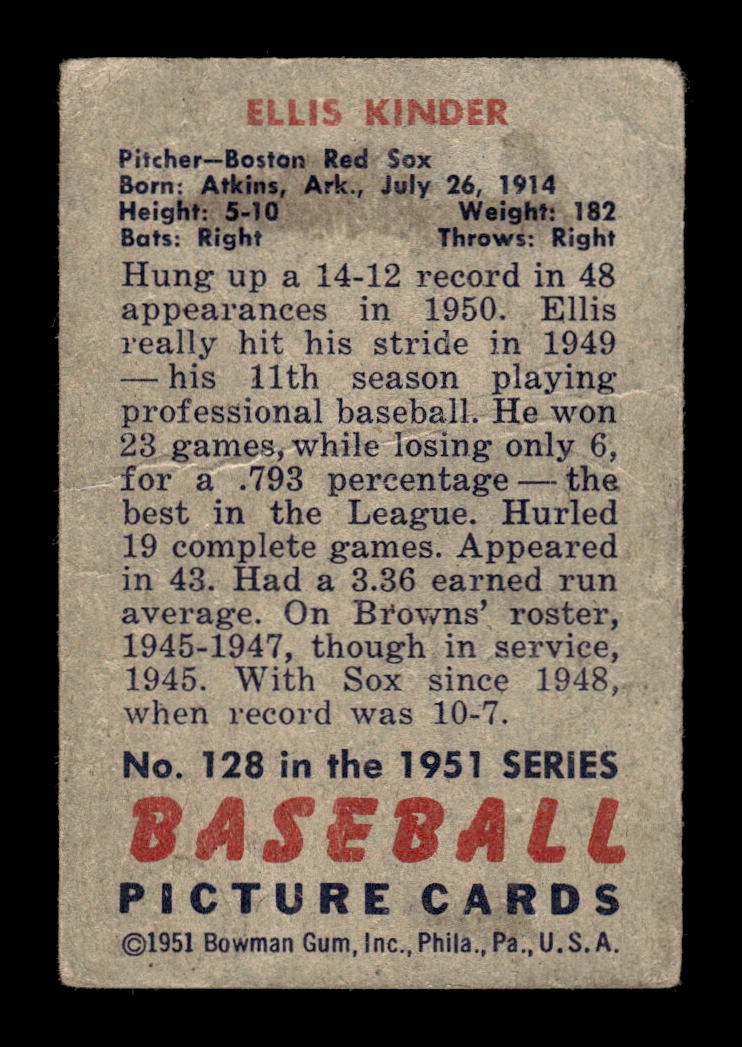 ELLIS KINDER
Pitcher—Boston Red Sox
Born: Atkins, Ark., July 26, 1914
Height: 5-10 Weight: 182
Bats: Right Throws: Right
Hung up a 14-12 record in 48
appearances in 1950. Ellis
really hit his stride in 1949
— his 11th season playing
professional baseball. He won
23 games, while losing only 6,
for a .793 percentage — the
best in the League. Hurled
19 complete games. Appeared
in 43. Had a 3.36 earned run
average. On Browns' roster,
1945-1947, though in service,
1945. With Sox since 1948,
when record was 10-7.
No. 128 in the 1951 SERIES
BASEBALL
PICTURE CARDS
©1951 Bowman Gum, Inc., Phila., Pa., U.S.A.